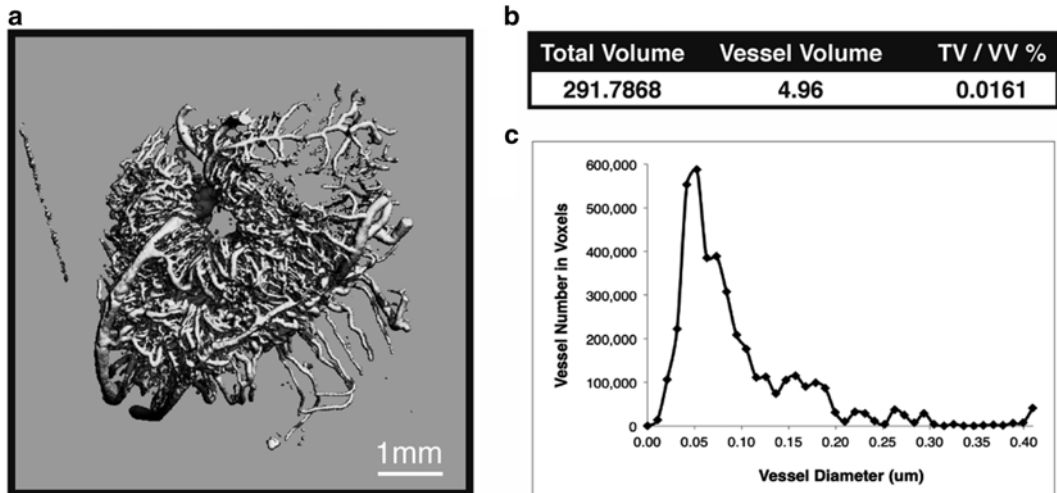 a
1mm
b
Total Volume Vessel Volume TV / VV %
291.7868 4.96 0.0161
c
Vessel Number in Voxels
600,000
500,000
400,000
300,000
200,000
100,000
0
0.00 0.05 0.10 0.15 0.20 0.25 0.30 0.35 0.40
Vessel Diameter (um)